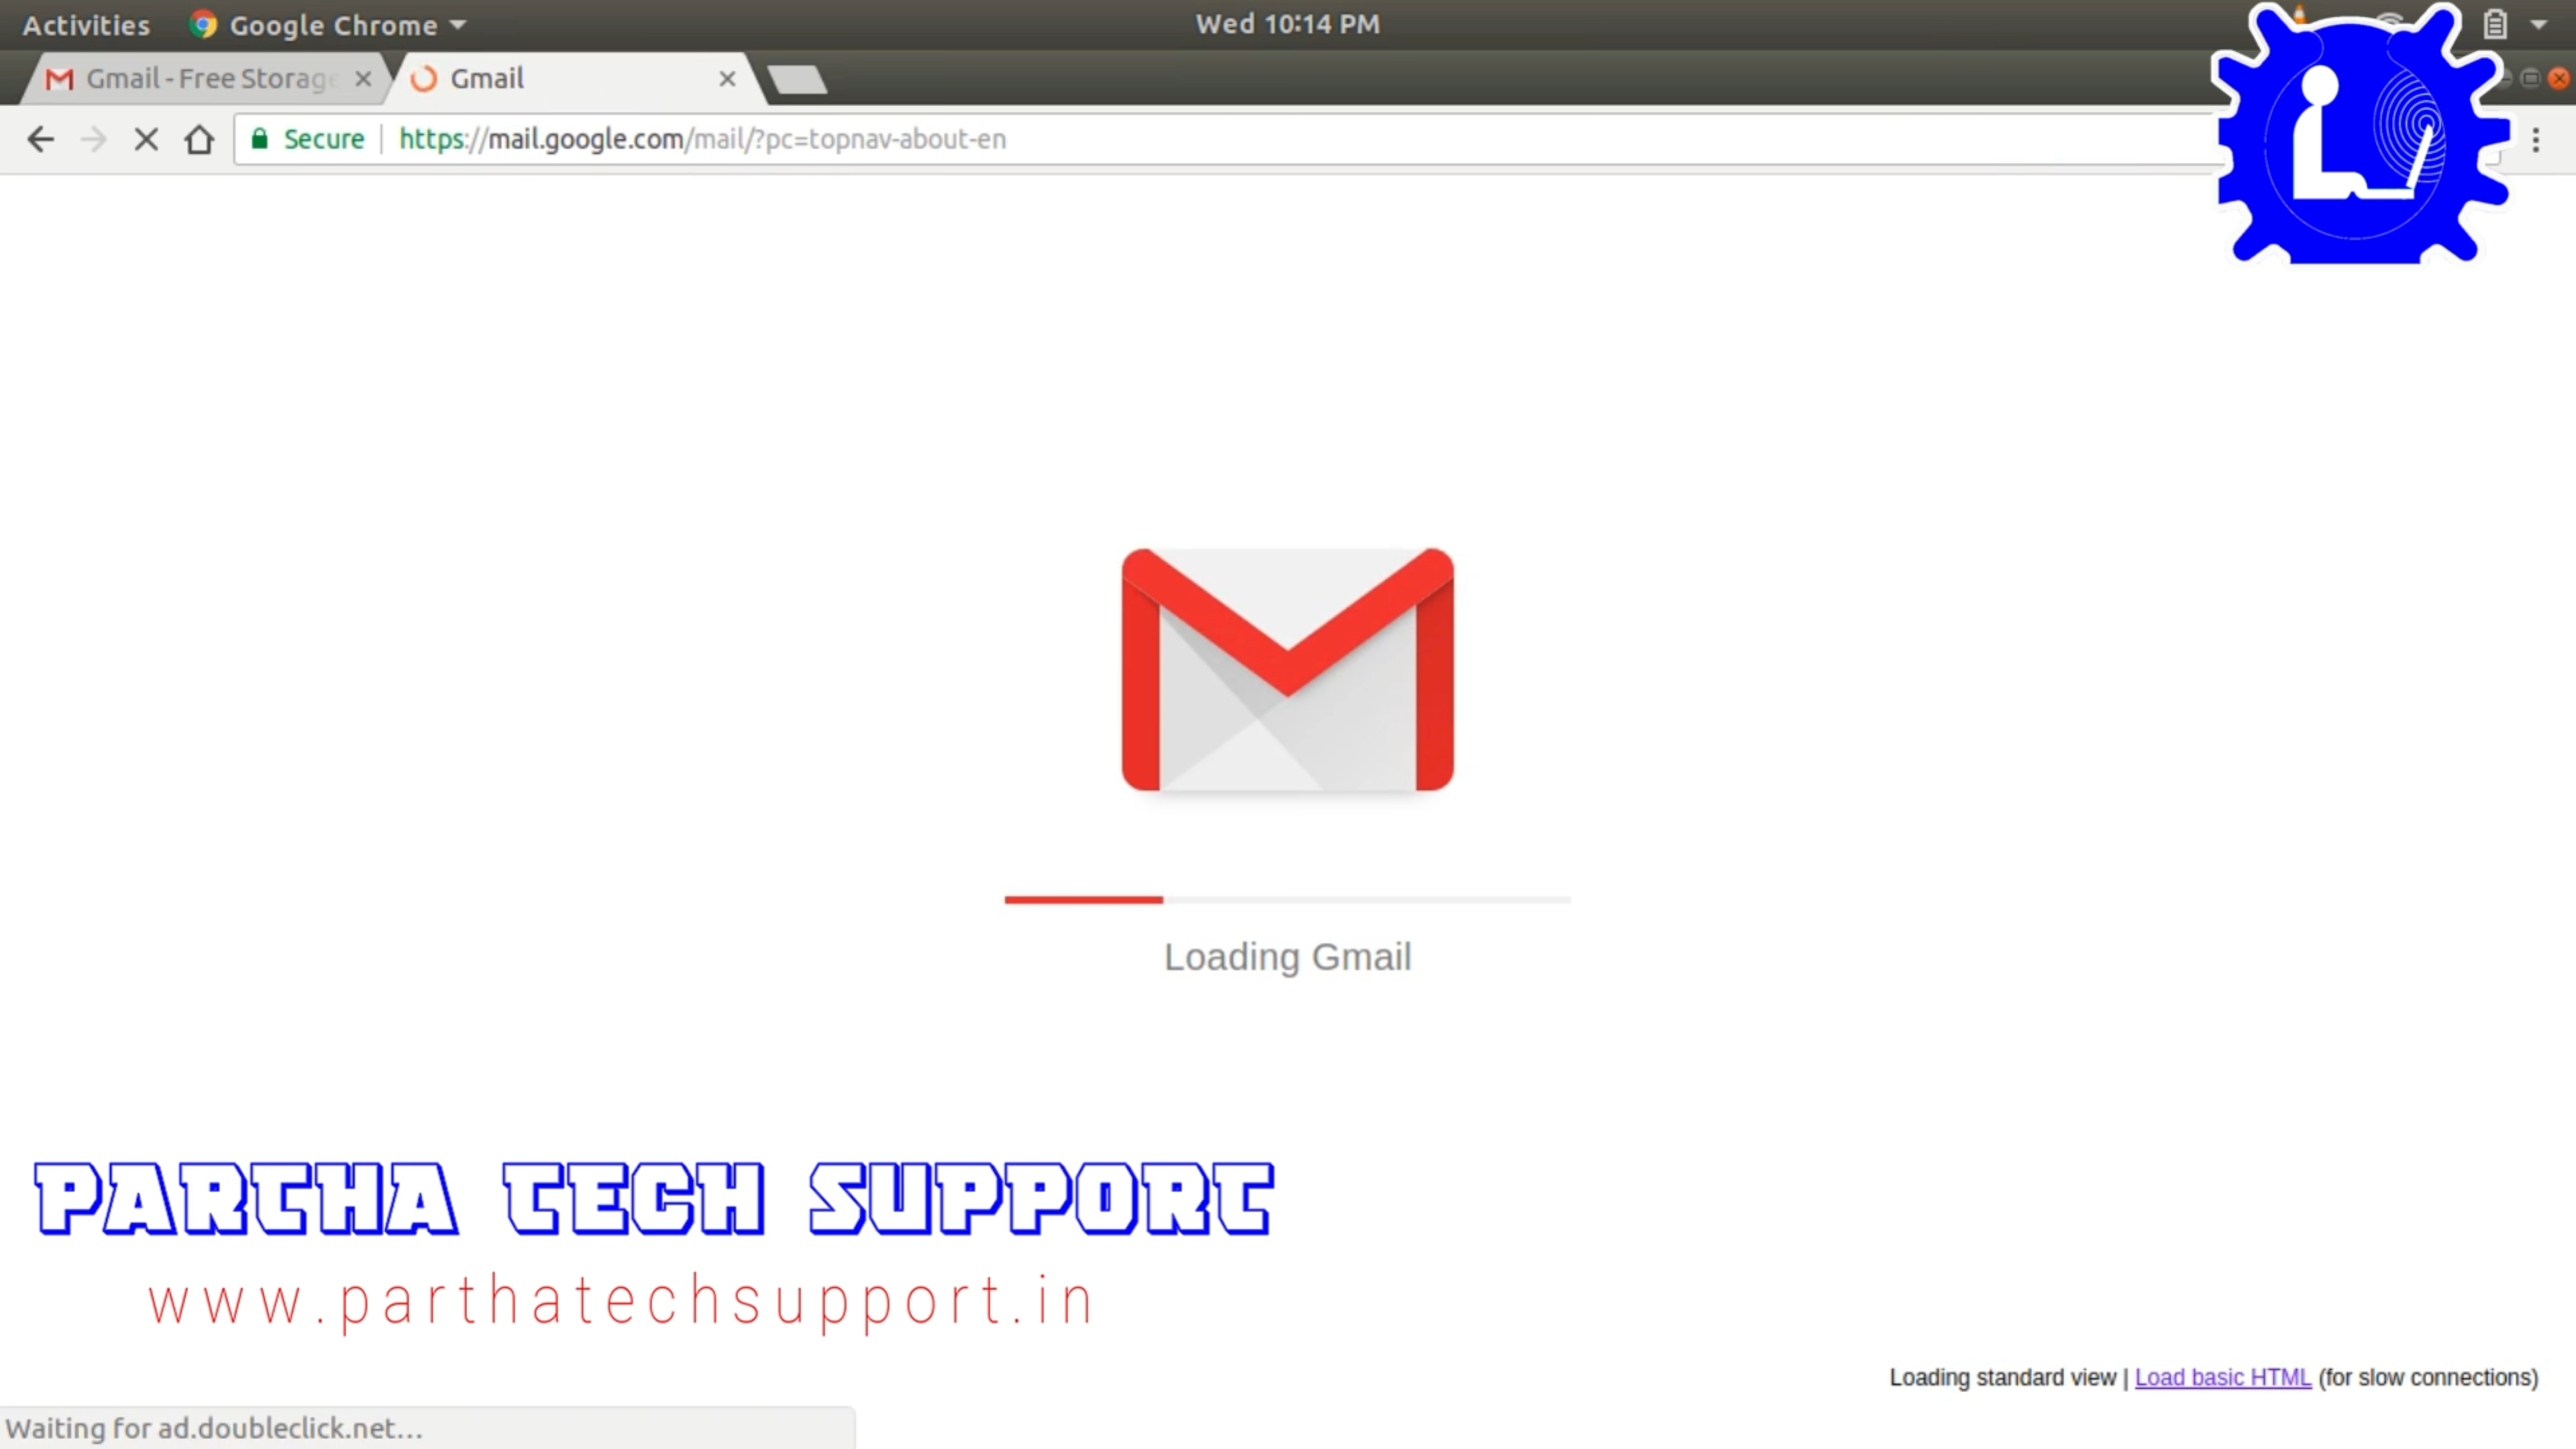 Activities Google Chrome Wed 10:14 PM
Gmail - Free Storage Gmail
Secure https://mail.google.com/mail/?pc=topnav-about-en
Loading Gmail
PARTHA TECH SUPPORT
www.parthatechsupport.in
Loading standard view | Load basic HTML (for slow connections)
Waiting for ad.doubleclick.net...